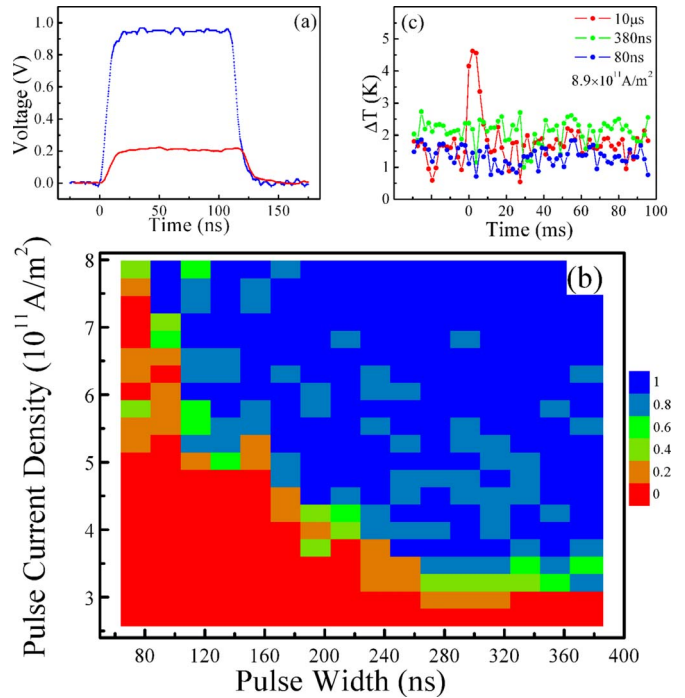 (a)
Voltage (V)
1.0
0.8
0.6
0.4
0.2
0.0
0 50 100 150
Time (ns)
(c)
10μs
380ns
80ns
8.9×10¹¹A/m²
ΔT (K)
5
4
3
2
1
0
0 20 40 60 80 100
Time (ms)
(b)
Pulse Current Density (10¹¹A/m²)
8
7
6
5
4
3
80 120 160 200 240 280 320 360 400
Pulse Width (ns)
1
0.8
0.6
0.4
0.2
0